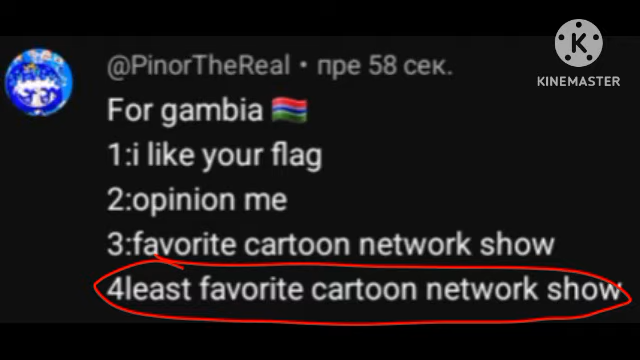 @PinorTheReal • пре 58 сек.
KINEMASTER
For gambia 🇬🇲
1:i like your flag
2:opinion me
3:favorite cartoon network show
4least favorite cartoon network show